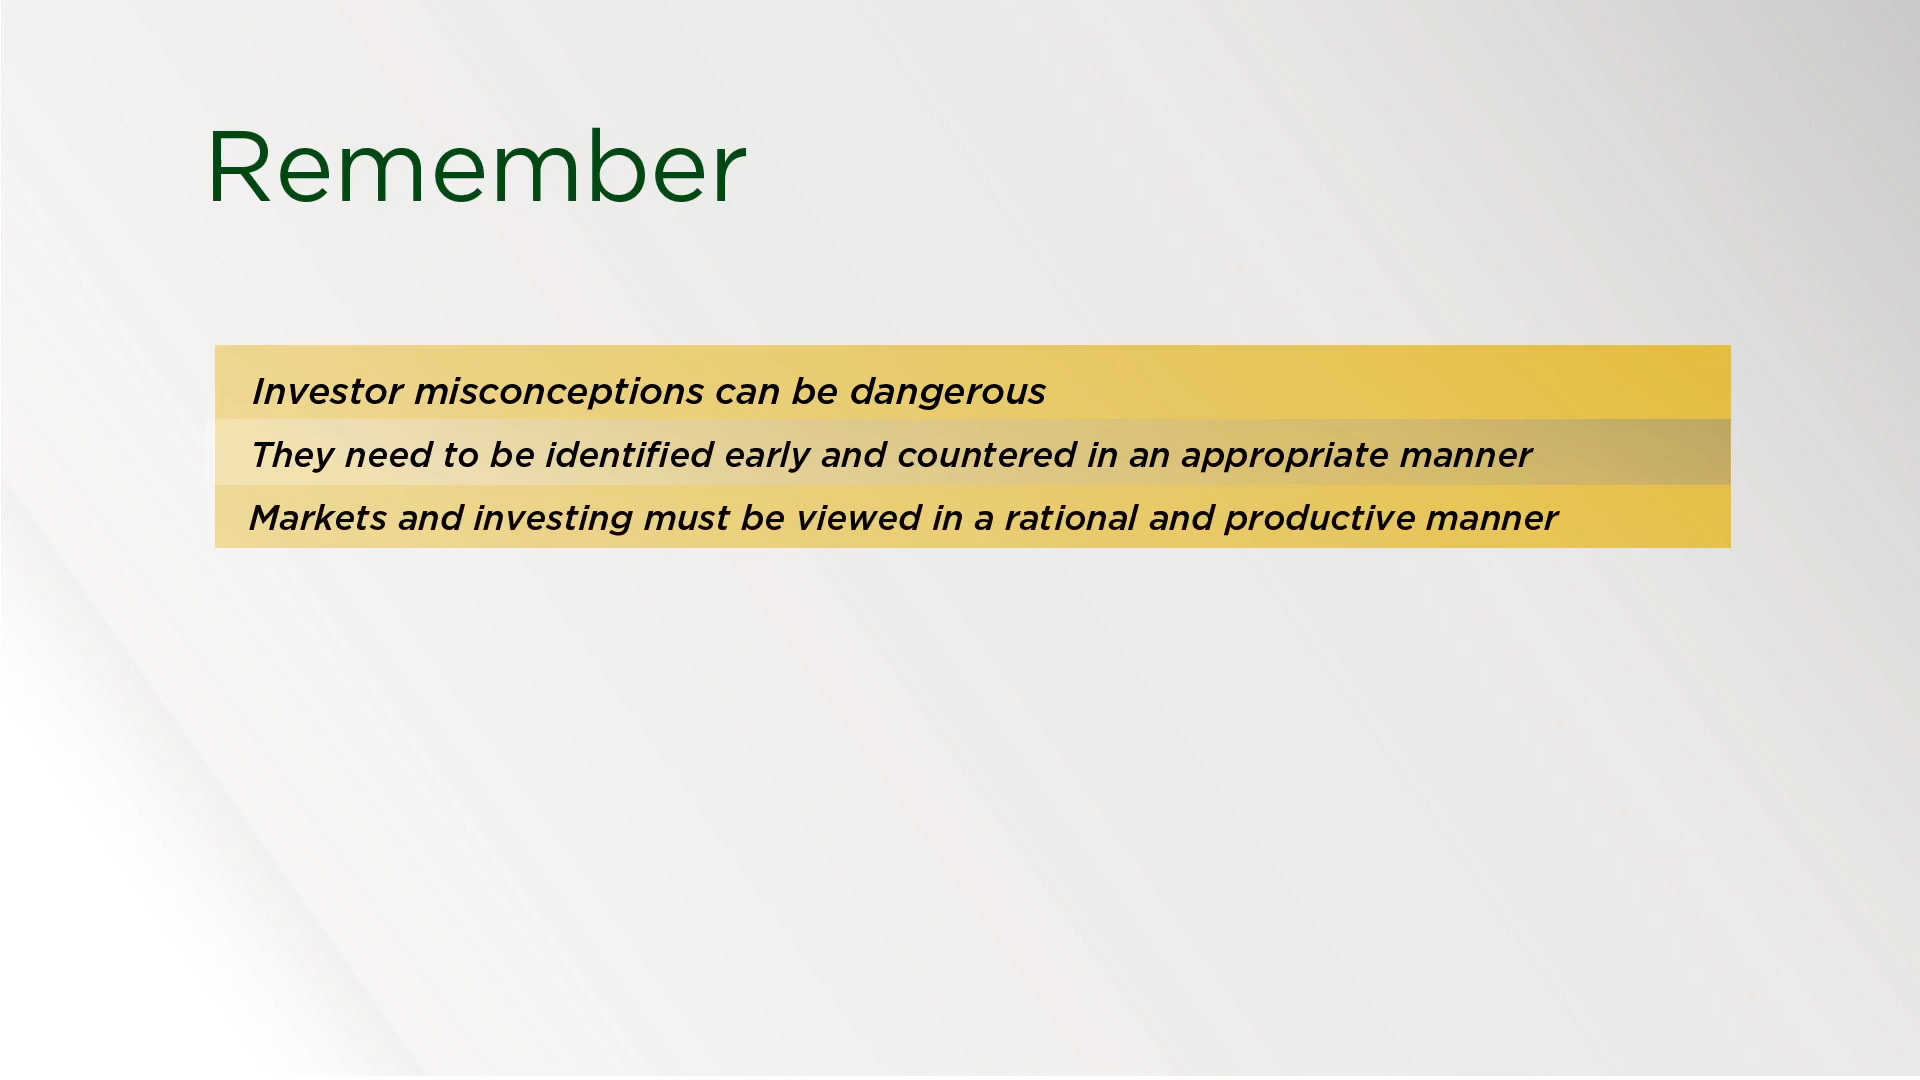 Remember
Investor misconceptions can be dangerous
They need to be identified early and countered in an appropriate manner
Markets and investing must be viewed in a rational and productive manner